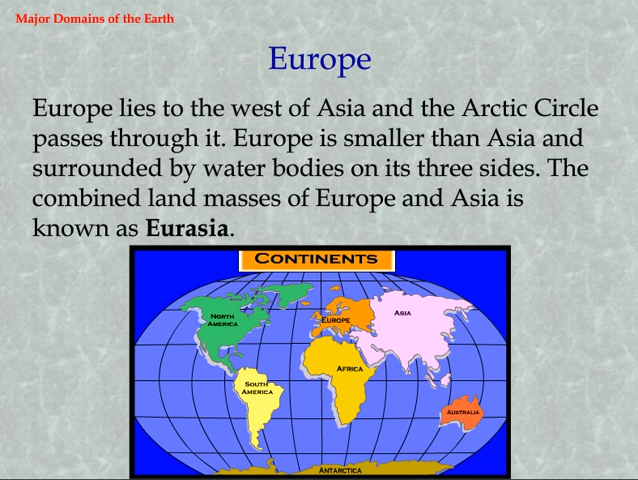 Major Domains of the Earth
Europe
Europe lies to the west of Asia and the Arctic Circle
passes through it. Europe is smaller than Asia and
surrounded by water bodies on its three sides. The
combined land masses of Europe and Asia is
known as Eurasia.
CONTINENTS
NORTH
AMERICA
EUROPE
ASIA
AFRICA
SOUTH
AMERICA
AUSTRALIA
ANTARCTICA